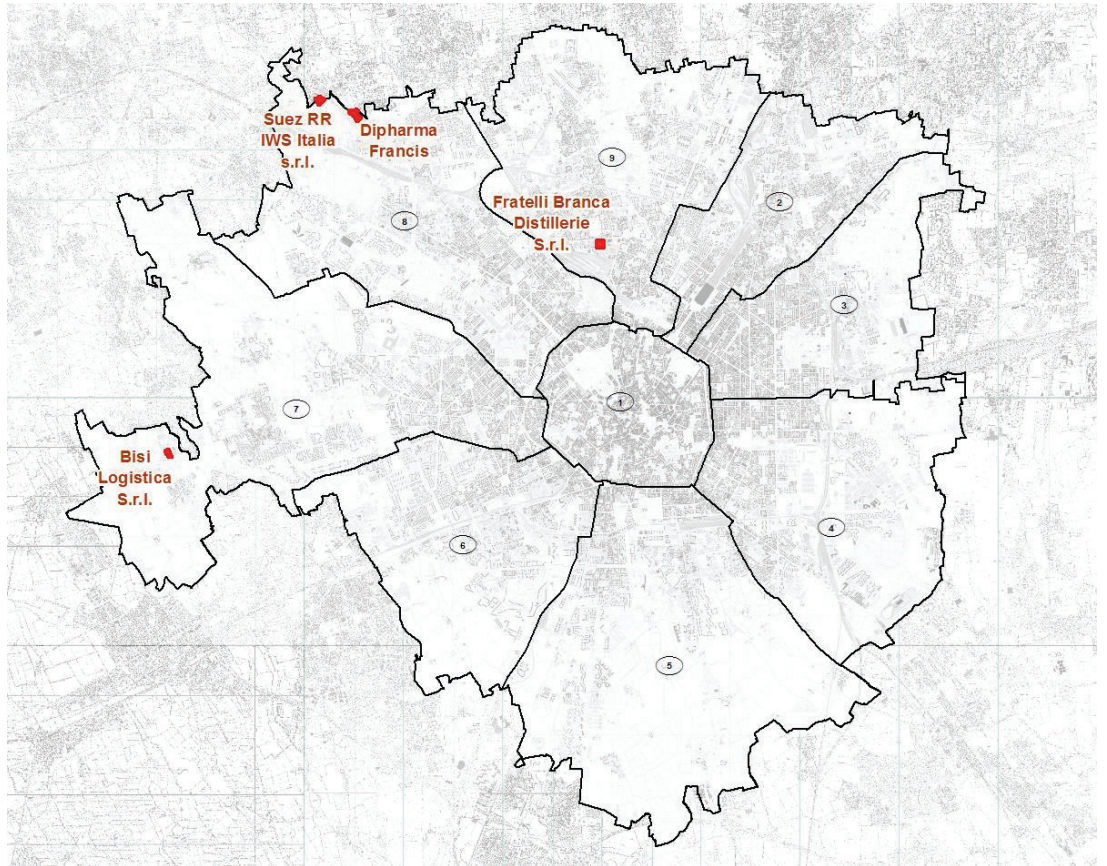 Suez RR
IWS Italia
s.r.l.
Dipharma
Francis
9
Fratelli Branca
Distillerie
S.r.l.
2
8
3
1
7
Bisi
Logistica
S.r.l.
4
6
5